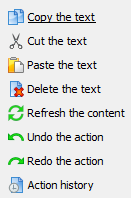 Copy the text
Cut the text
Paste the text
Delete the text
Refresh the content
Undo the action
Redo the action
Action history